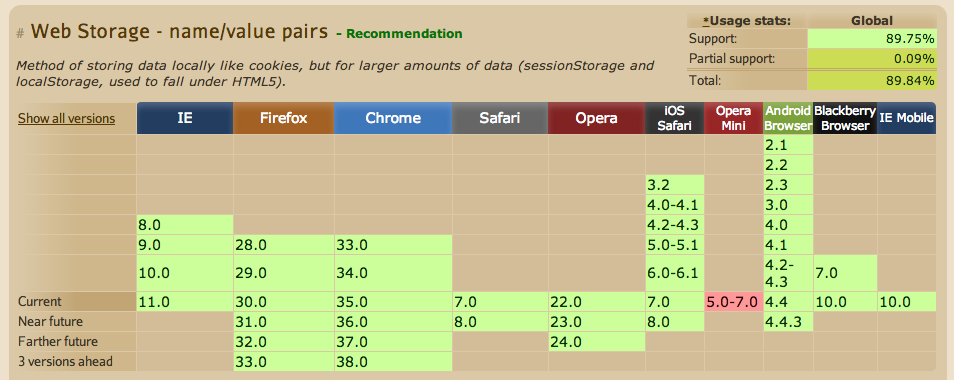 # Web Storage - name/value pairs - Recommendation
*Usage stats: Global
Support: 89.75%
Partial support: 0.09%
Total: 89.84%
Method of storing data locally like cookies, but for larger amounts of data (sessionStorage and
localStorage, used to fall under HTML5).
Show all versions IE Firefox Chrome Safari Opera iOS Safari Opera Mini Android Browser Blackberry Browser IE Mobile
2.1
2.2
3.2 2.3
4.0-4.1 3.0
8.0 4.2-4.3 4.0
9.0 28.0 33.0 5.0-5.1 4.1
10.0 29.0 34.0 6.0-6.1 4.2-4.3 7.0
Current 11.0 30.0 35.0 7.0 22.0 7.0 5.0-7.0 4.4 10.0 10.0
Near future 31.0 36.0 8.0 23.0 8.0 4.4.3
Farther future 32.0 37.0 24.0
3 versions ahead 33.0 38.0